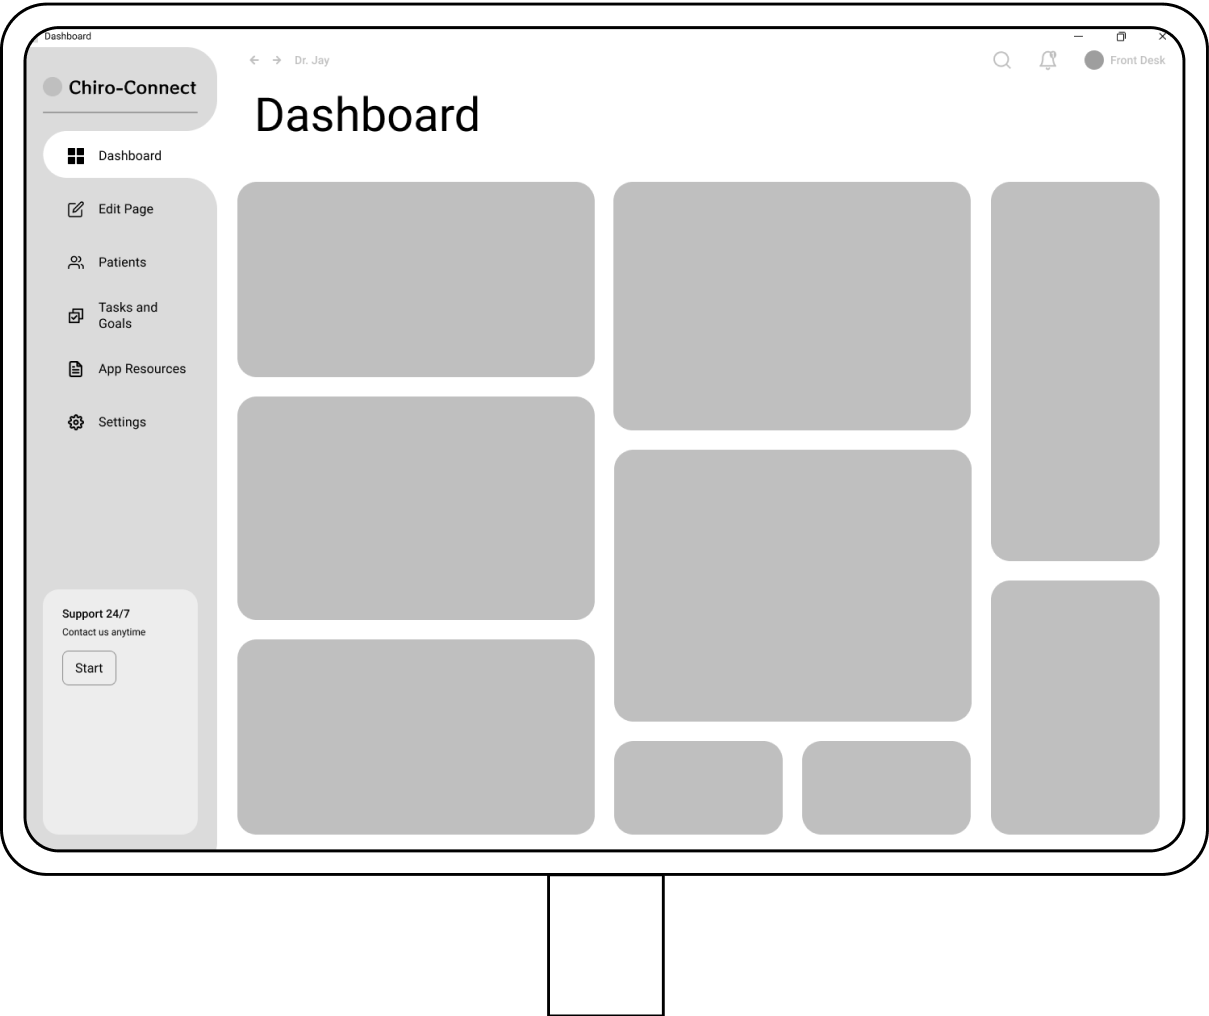 Dashboard
Dr. Jay
Front Desk
Chiro-Connect
Dashboard
Dashboard
Edit Page
Patients
Tasks and
Goals
App Resources
Settings
Support 24/7
Contact us anytime
Start